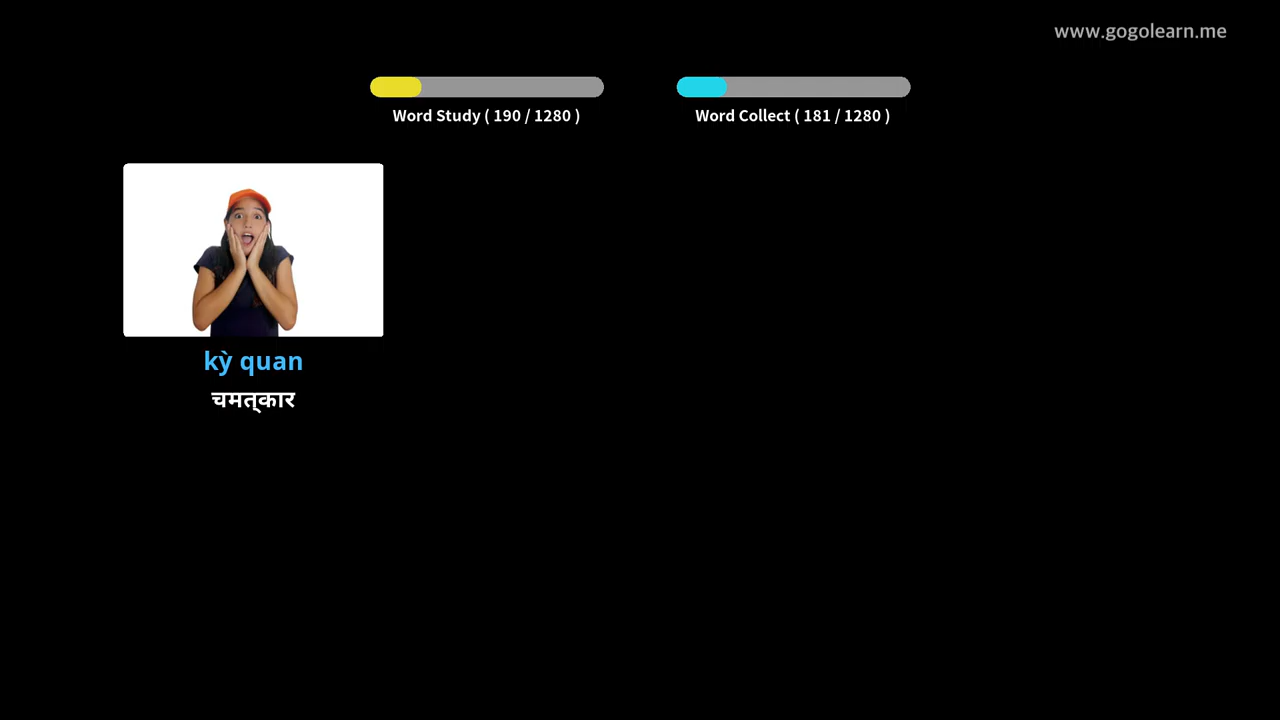 www.gogolearn.me
Word Study ( 190 / 1280 )
Word Collect ( 181 / 1280 )
kỳ quan
चमत्कार